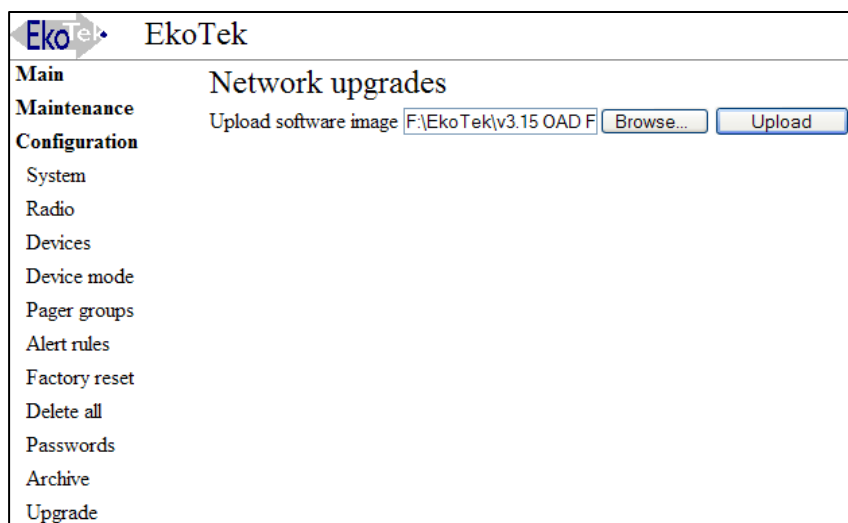 EkoTek EkoTek
Main
Network upgrades
Maintenance
Upload software image F:\EkoTek\v3.15 OAD F Browse... Upload
Configuration
System
Radio
Devices
Device mode
Pager groups
Alert rules
Factory reset
Delete all
Passwords
Archive
Upgrade